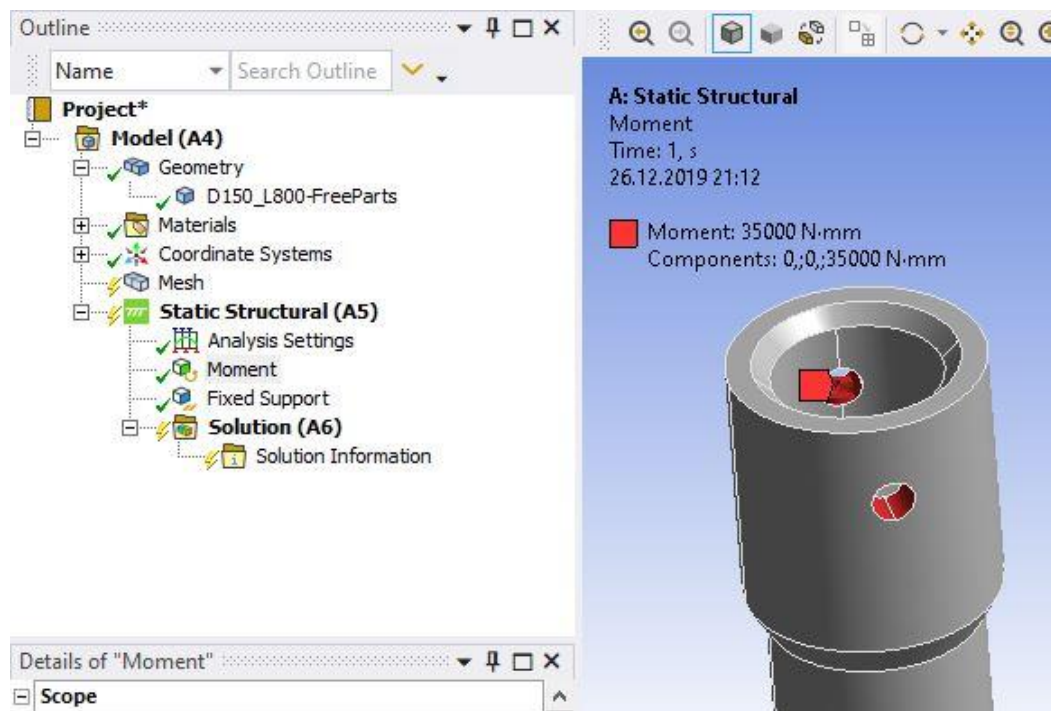 Outline
Name
Search Outline
Project*
Model (A4)
Geometry
D150_L800-FreeParts
Materials
Coordinate Systems
Mesh
Static Structural (A5)
Analysis Settings
Moment
Fixed Support
Solution (A6)
Solution Information
Details of "Moment"
Scope
A: Static Structural
Moment
Time: 1, s
26.12.2019 21:12
Moment: 35000 N·mm
Components: 0,;0,;35000 N·mm